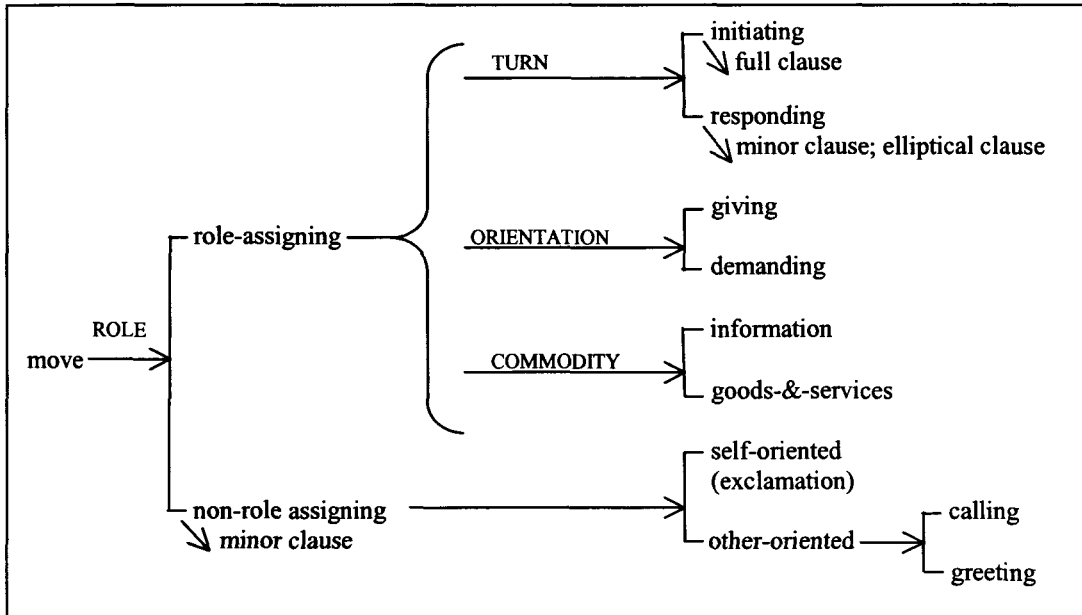 initiating
TURN
full clause
responding
minor clause; elliptical clause
giving
role-assigning
ORIENTATION
demanding
ROLE
information
move
COMMODITY
goods-&-services
self-oriented
(exclamation)
non-role assigning
minor clause
calling
other-oriented
greeting